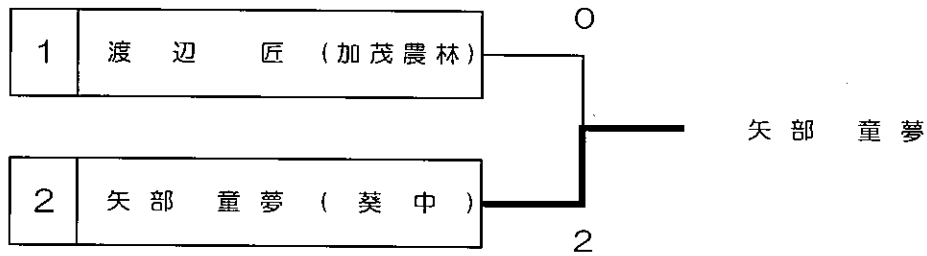 0
1 渡辺 匠 (加茂農林)
矢部 童夢
2 矢部 童夢 (葵中)
2